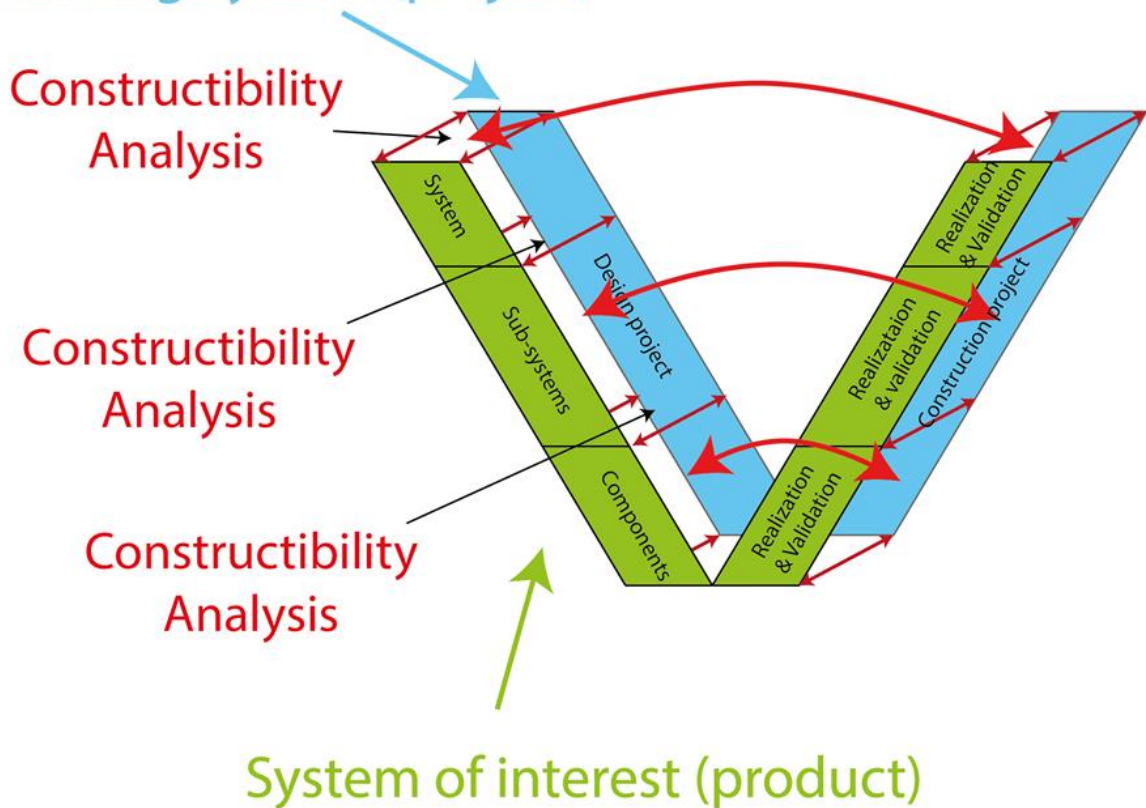 Constructibility
Analysis
System
Sub-systems
Components
Design project
Realization
& Validation
Realizataion
& validation
Realization
& Validation
Construction project
Constructibility
Analysis
Constructibility
Analysis
System of interest (product)